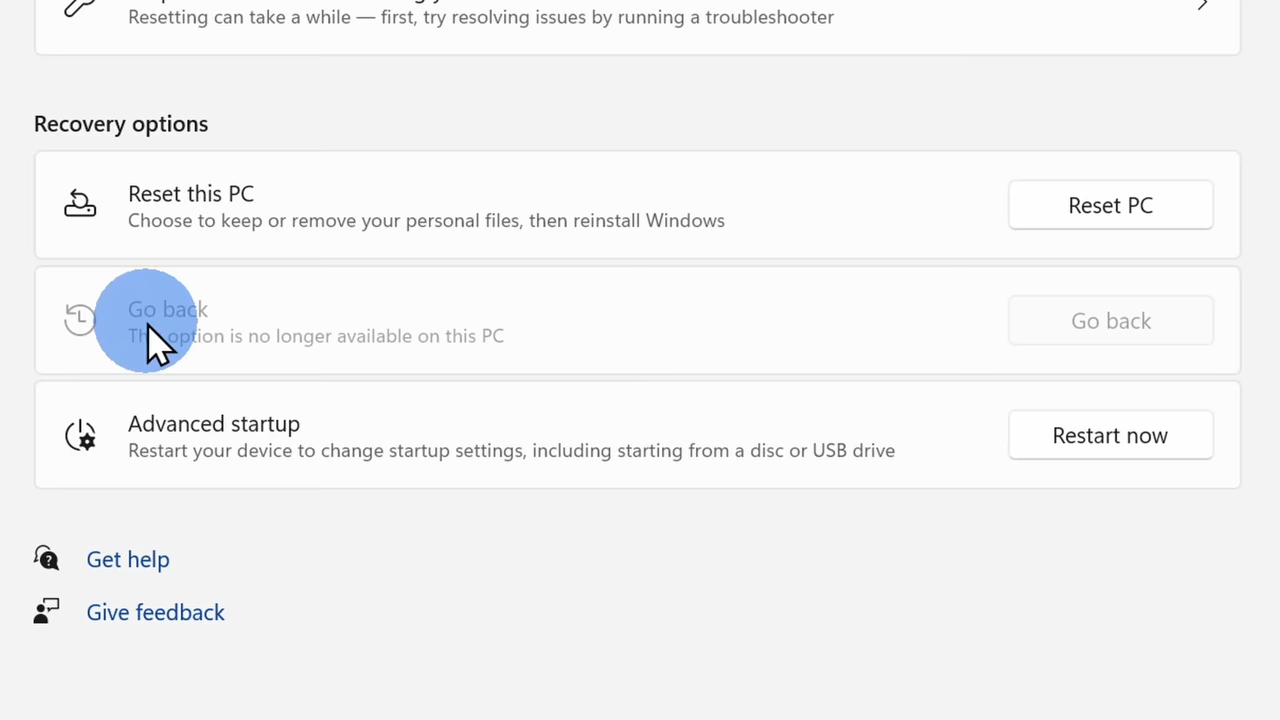 Resetting can take a while — first, try resolving issues by running a troubleshooter
Recovery options
Reset this PC
Choose to keep or remove your personal files, then reinstall Windows
Reset PC
Go back
This option is no longer available on this PC
Go back
Advanced startup
Restart your device to change startup settings, including starting from a disc or USB drive
Restart now
Get help
Give feedback